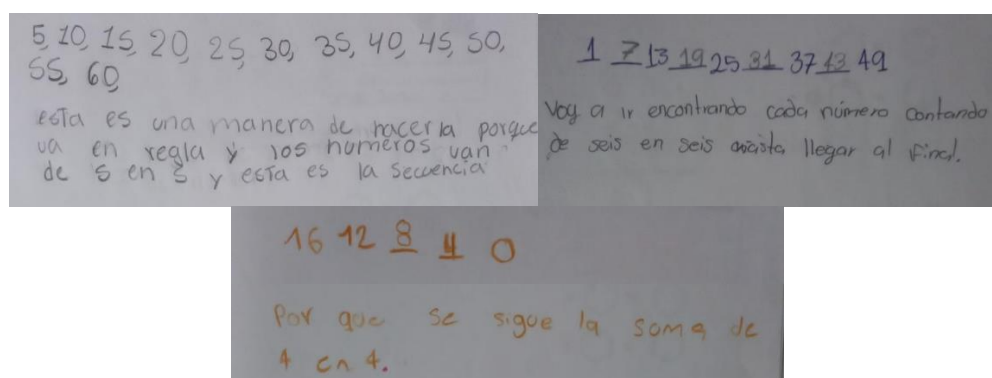 5, 10, 15, 20, 25, 30, 35, 40, 45, 50,
55, 60,
esta es una manera de hacerla porque
va en regla y los números van
de 5 en 5 y esta es la secuencia
1 7 13 19 25 31 37 43 49
Voy a ir encontrando cada número contando
de seis en seis hasta llegar al final.
16 12 8 4 0
Por que se sigue la soma de
4 en 4.